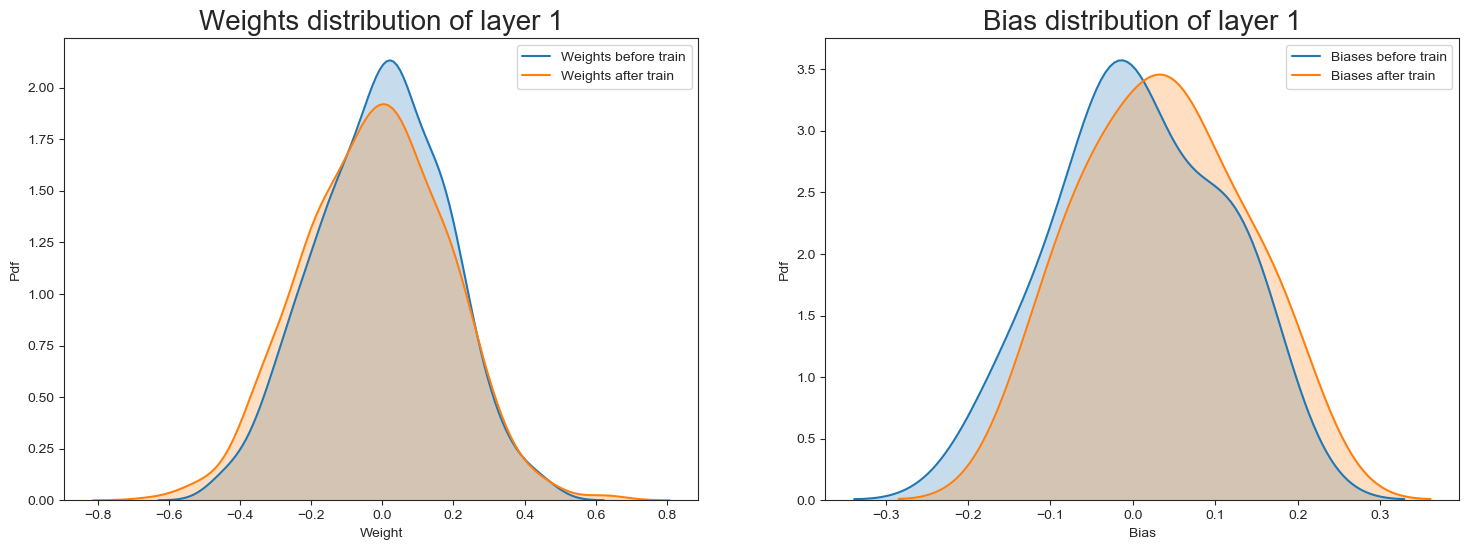 Weights distribution of layer 1
Weights before train
Weights after train
2.00
1.75
1.50
1.25
1.00
0.75
0.50
0.25
0.00
Pdf
−0.8 −0.6 −0.4 −0.2 0.0 0.2 0.4 0.6 0.8
Weight
Bias distribution of layer 1
Biases before train
Biases after train
3.5
3.0
2.5
2.0
1.5
1.0
0.5
0.0
Pdf
−0.3 −0.2 −0.1 0.0 0.1 0.2 0.3
Bias